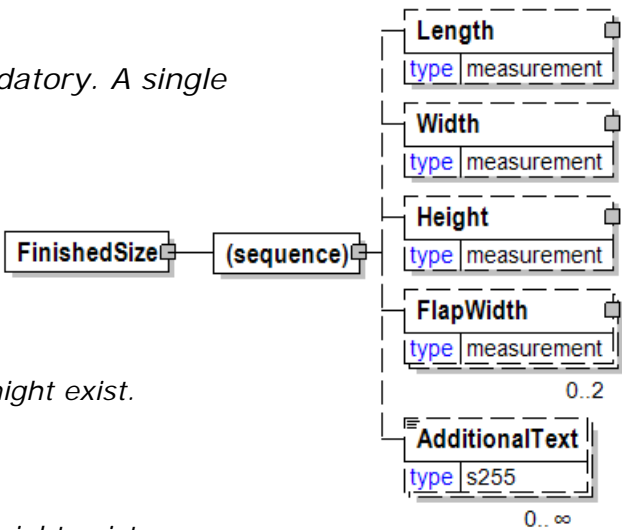 Length
type measurement
datory. A single
Width
type measurement
Height
type measurement
FinishedSize
(sequence)
FlapWidth
type measurement
0..2
ight exist.
AdditionalText
type s255
0.. ∞